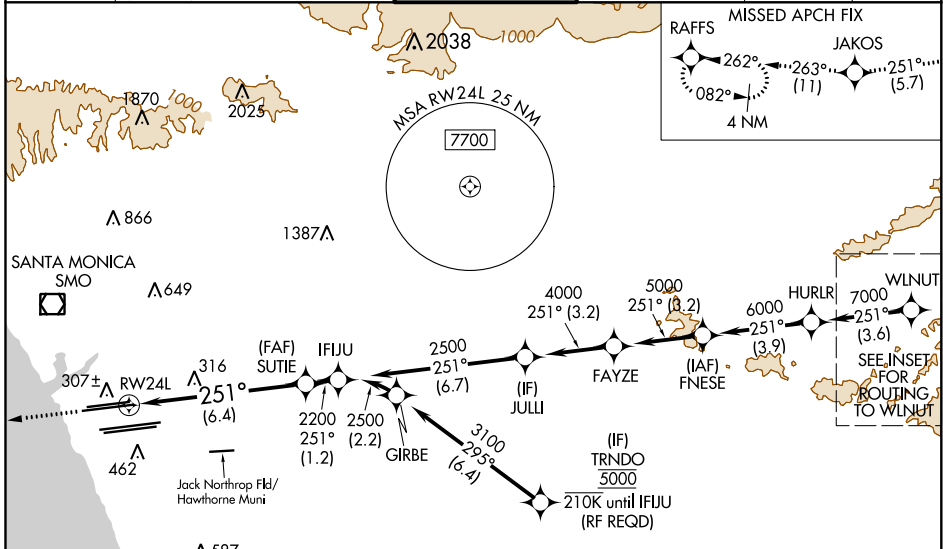 MISSED APCH FIX
RAFFS
JAKOS
262°
263°
(11)
251°
(5.7)
082°
4 NM
2038
1000
1870
1000
2025
MSA RW24L 25 NM
7700
866
1387
SANTA MONICA
SMO
649
WLNUT
HURLR
7000
251°
(3.6)
6000
251°
(3.9)
5000
251° (3.2)
4000
251° (3.2)
SEE INSET
FOR
ROUTING
TO WLNUT
(IAF)
FNESE
FAYZE
(IF)
JULLI
2500
251°
(6.7)
(FAF)
SUTIE
IFIJU
316
307±
RW24L
251°
(6.4)
2200
251°
(1.2)
2500
(2.2)
GIRBE
3100
295°
(6.4)
(IF)
TRNDO
5000
210K until IFIJU
(RF REQD)
462
Jack Northrop Fld/
Hawthorne Muni